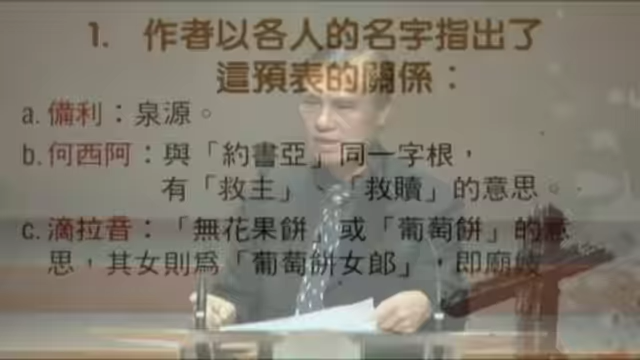 1. 作者以各人的名字指出了
這預表的關係：
a. 備利：泉源。
b. 何西阿：與「約書亞」同一字根，
有「救主」、「救贖」的意思。
c. 滴拉音：「無花果餅」或「葡萄餅」的意
思，其女則為「葡萄餅女郎」，即廟妓